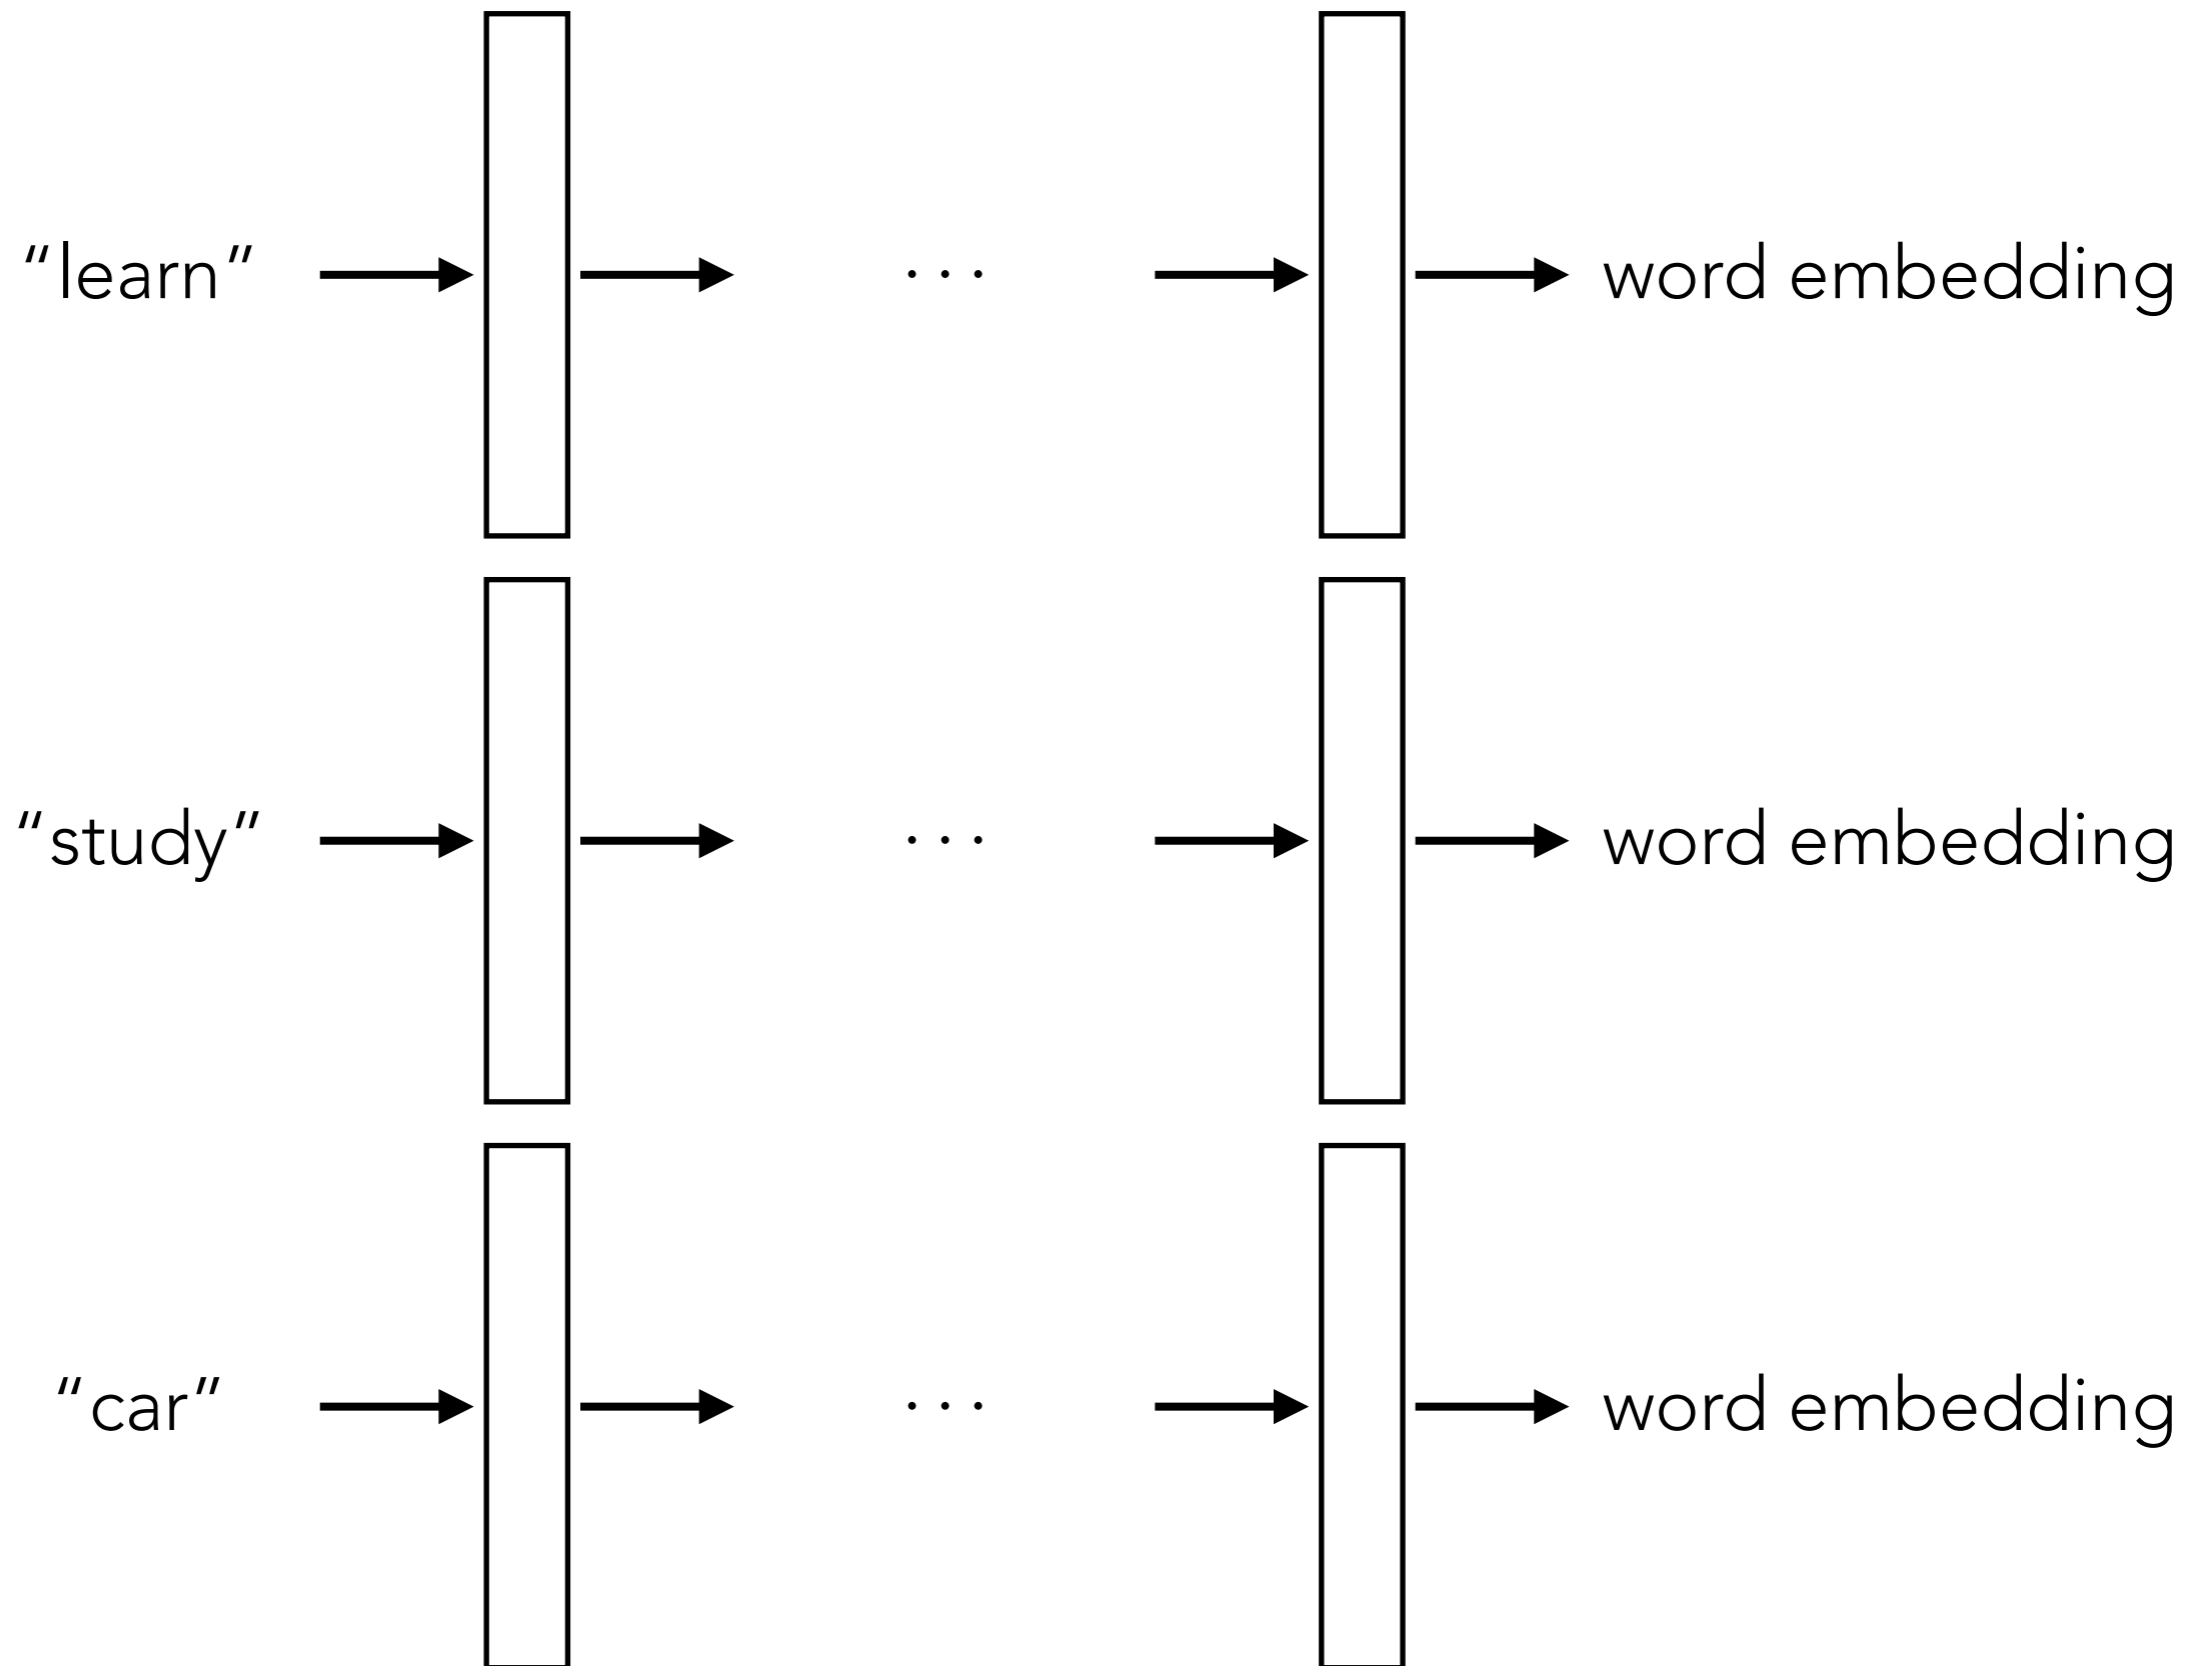 “learn” · · · word embedding
“study” · · · word embedding
“car” · · · word embedding